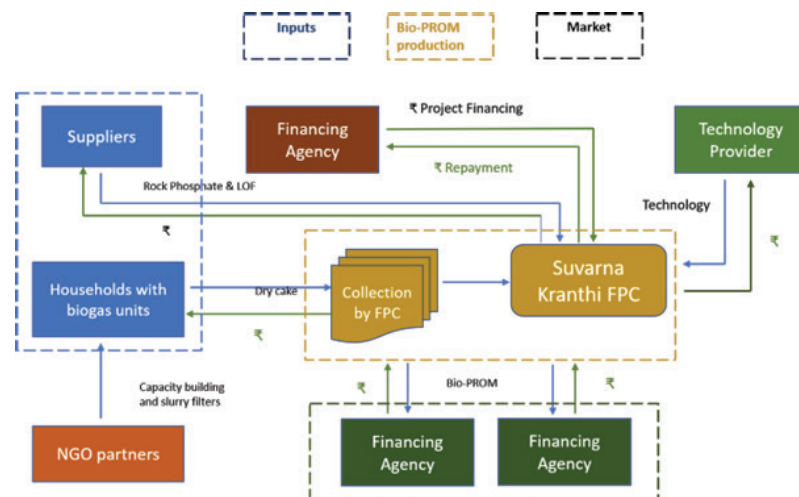 Inputs
Bio-PROM
production
Market
Suppliers
Financing
Agency
₹ Project Financing
₹ Repayment
Technology
Provider
Rock Phosphate & LOF
₹
Technology
₹
Households with
biogas units
Dry cake
₹
Collection
by FPC
Suvarna
Kranthi FPC
Capacity building
and slurry filters
NGO partners
₹
Bio-PROM
₹
Financing
Agency
Financing
Agency